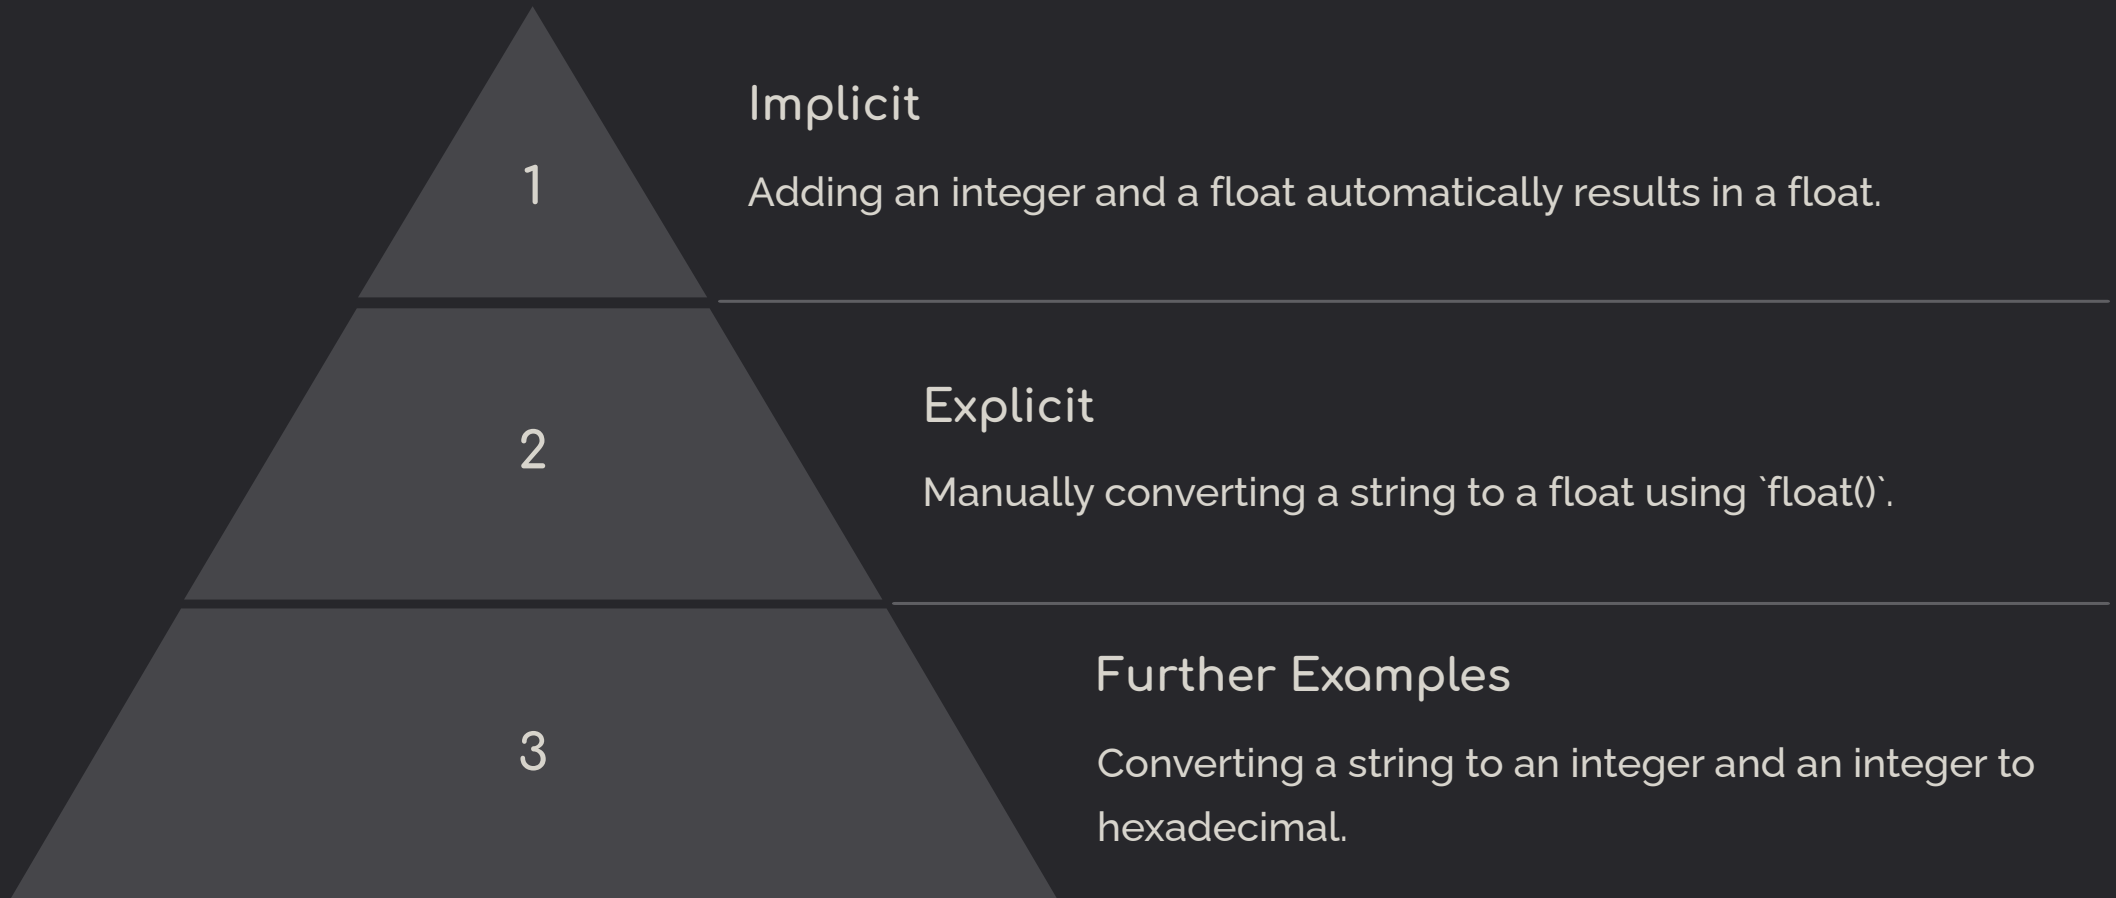 1
Implicit
Adding an integer and a float automatically results in a float.
2
Explicit
Manually converting a string to a float using `float()`.
3
Further Examples
Converting a string to an integer and an integer to
hexadecimal.